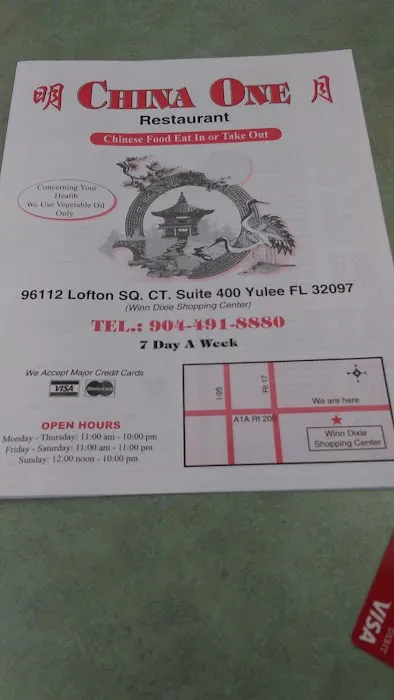 明 CHINA ONE 月
Restaurant
Chinese Food Eat In or Take Out
Concerning Your
Health
We Use Vegetable Oil
Only
96112 Lofton SQ. CT. Suite 400 Yulee FL 32097
(Winn Dixie Shopping Center)
TEL.: 904-491-8880
7 Day A Week
We Accept Major Credit Cards
VISA MasterCard
OPEN HOURS
Monday - Thursday: 11:00 am - 10:00 pm
Friday - Saturday: 11:00 am - 11:00 pm
Sunday: 12:00 noon - 10:00 pm
I-95
Rt 17
We are here
A1A Rt 200
Winn Dixie
Shopping Center
DEBIT
VISA